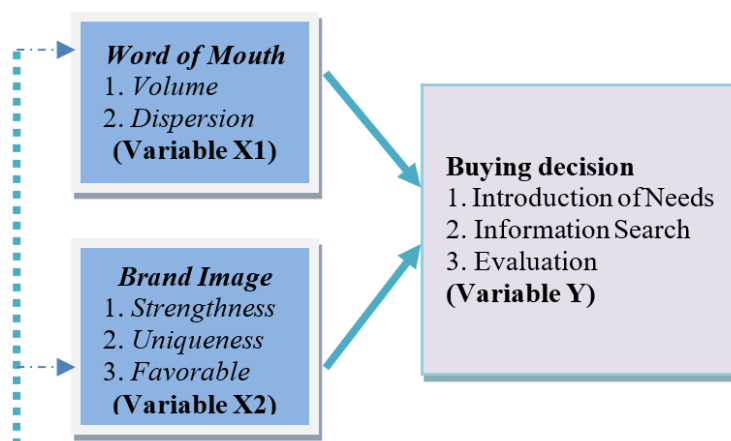 Word of Mouth
1. Volume
2. Dispersion
(Variable X1)
Brand Image
1. Strengthness
2. Uniqueness
3. Favorable
(Variable X2)
Buying decision
1. Introduction of Needs
2. Information Search
3. Evaluation
(Variable Y)